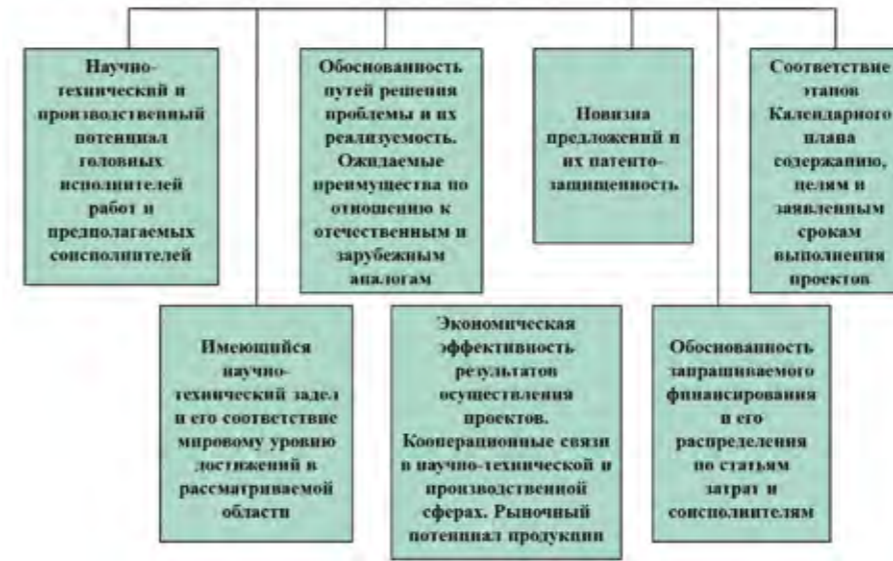 Научно-
технический и
производственный
потенциал
головных
исполнителей
работ и
предполагаемых
соисполнителей
Обоснованность
путей решения
проблемы и их
реализуемость.
Ожидаемые
преимущества по
отношению к
отечественным и
зарубежным
аналогам
Новизна
предложений и
их патенто-
защищенность
Соответствие
этапов
Календарного
плана
содержанию,
целям и
заявленным
срокам
выполнения
проектов
Имеющийся
научно-
технический задел
и его соответствие
мировому уровню
достижений в
рассматриваемой
области
Экономическая
эффективность
результатов
осуществления
проектов.
Кооперационные связи
в научно-технической и
производственной
сферах. Рыночный
потенциал продукции
Обоснованность
запрашиваемого
финансирования
и его
распределения
по статьям
затрат и
соисполнителям